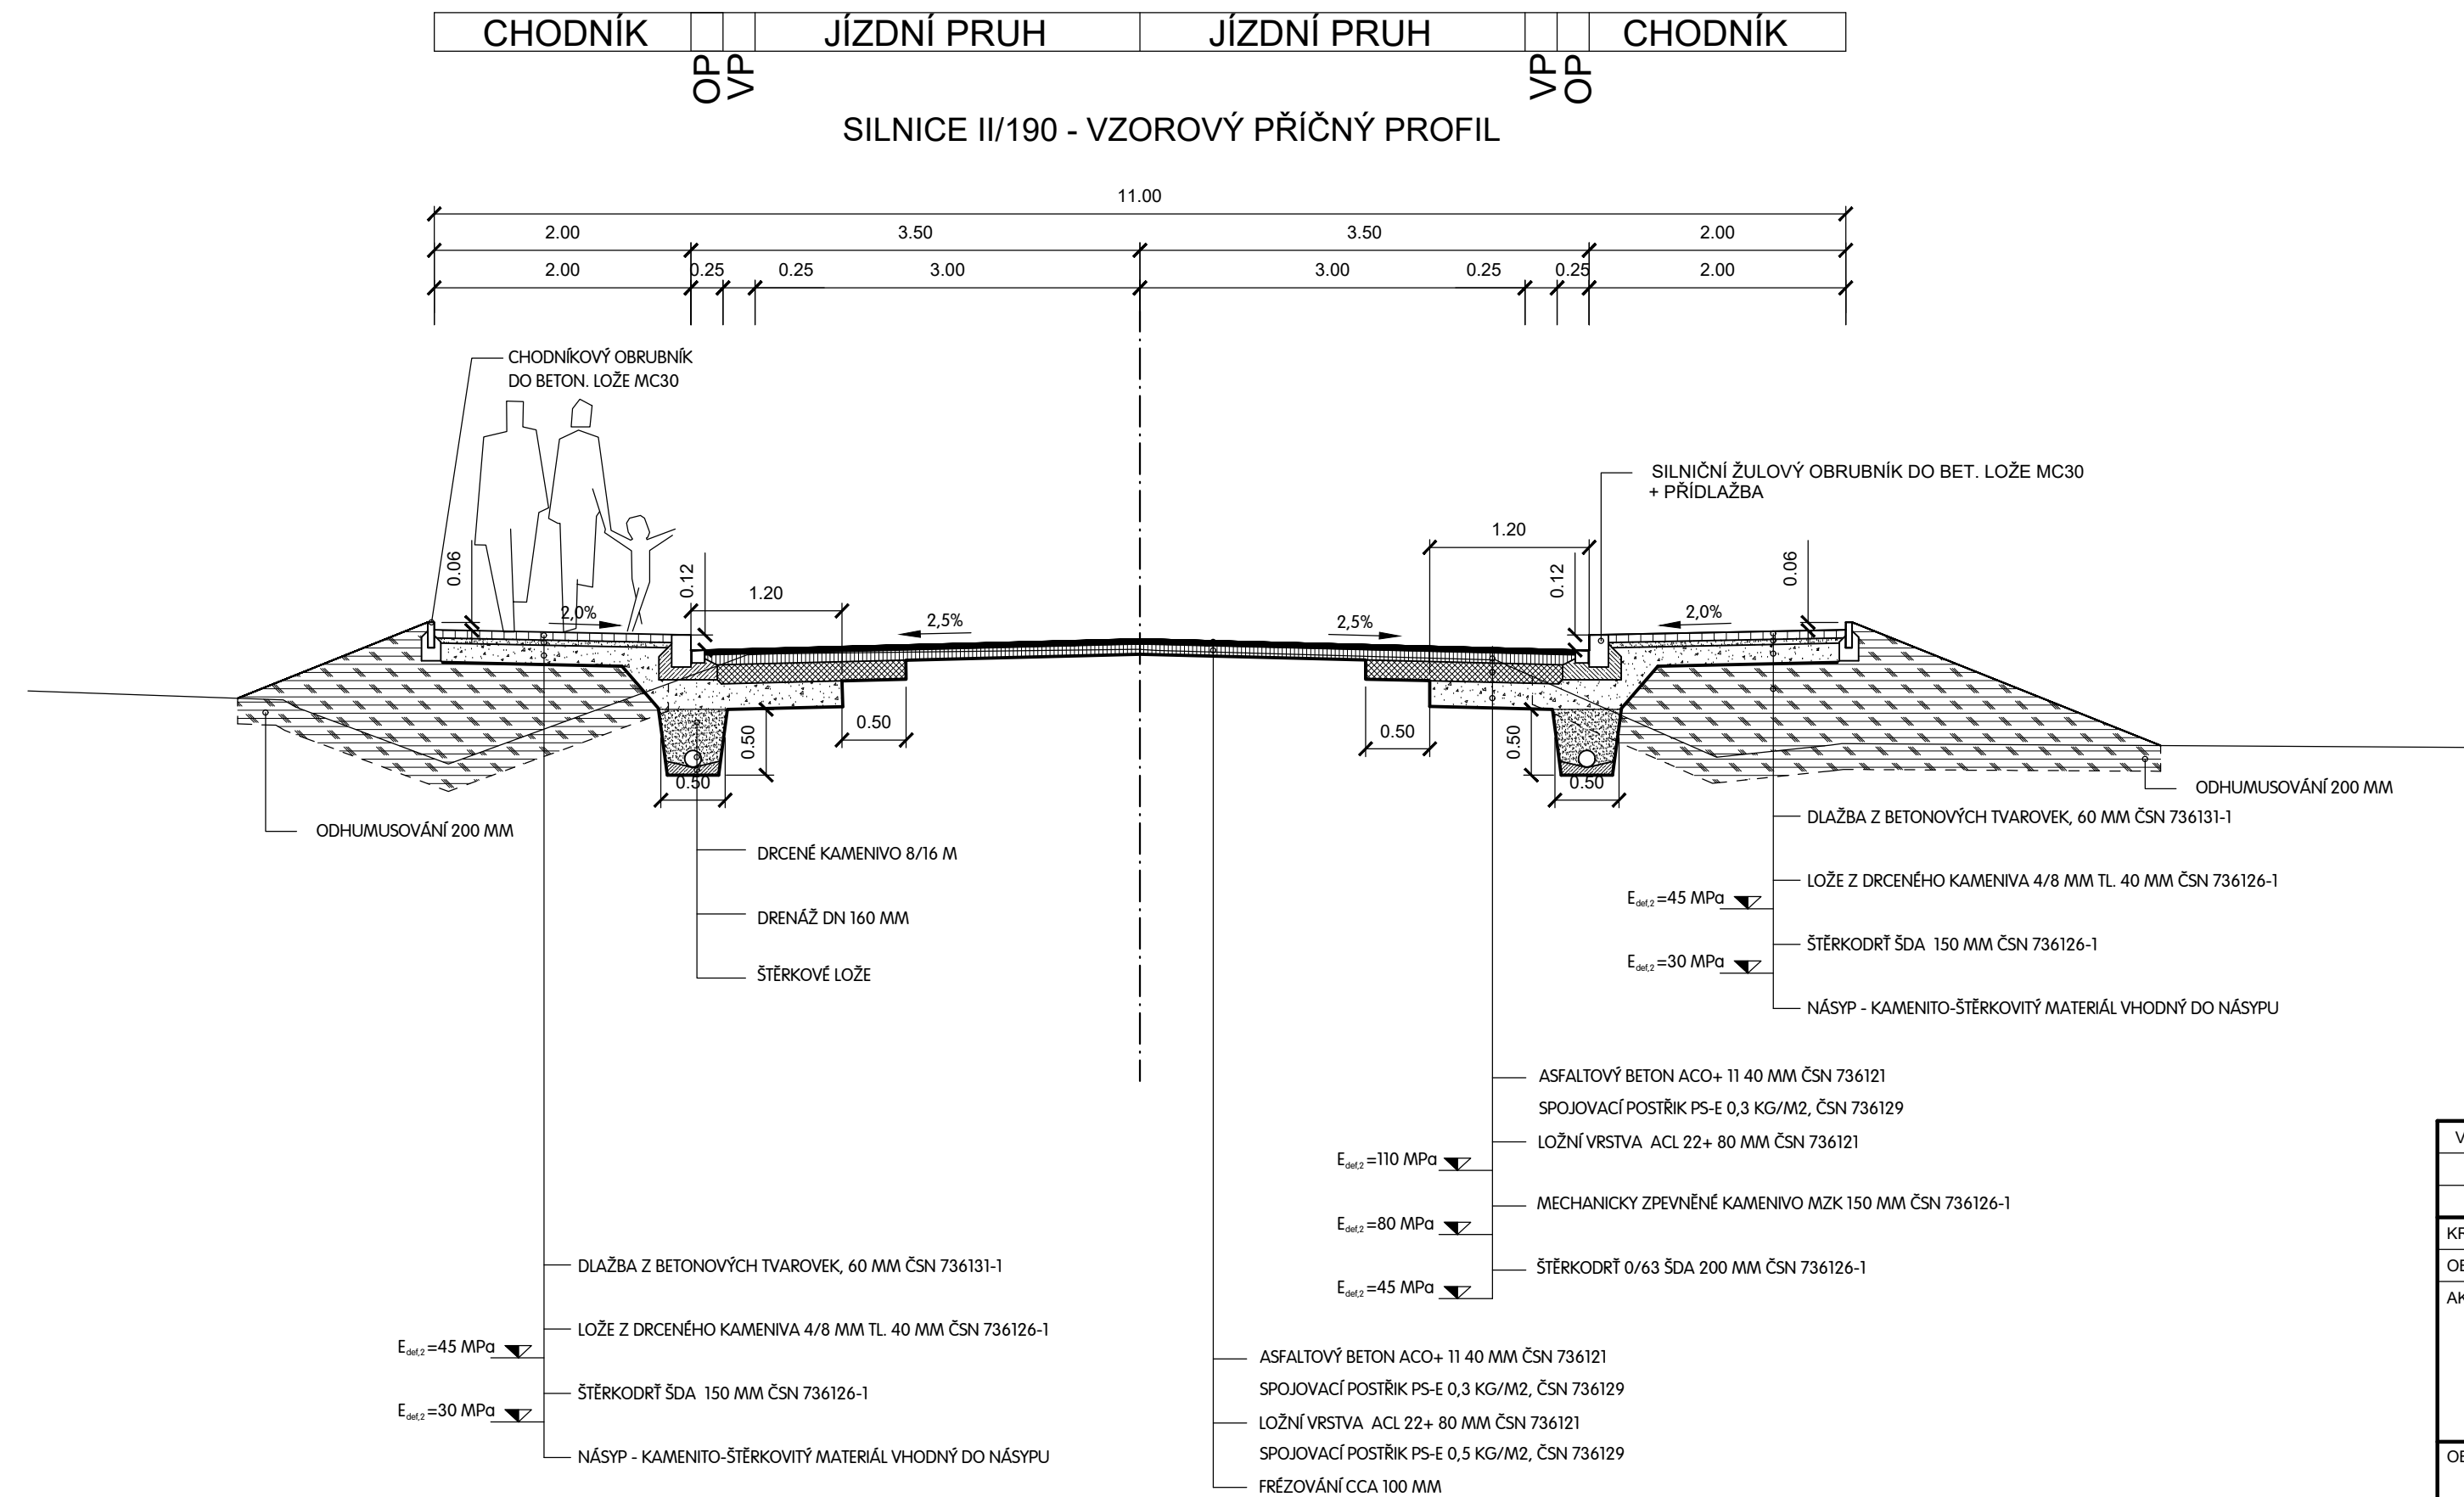 CHODNÍK
JÍZDNÍ PRUH
JÍZDNÍ PRUH
CHODNÍK
OP
VP
VP
OP
SILNICE II/190 - VZOROVÝ PŘÍČNÝ PROFIL
11.00
2.00
3.50
3.50
2.00
2.00
0.25
0.25
3.00
3.00
0.25
0.25
2.00
CHODNÍKOVÝ OBRUBNÍK
DO BETON. LOŽE MC30
SILNIČNÍ ŽULOVÝ OBRUBNÍK DO BET. LOŽE MC30
+ PŘÍDLAŽBA
0.06
0.12
1.20
1.20
0.12
0.06
2,0%
2,5%
2,5%
2,0%
0.50
0.50
0.50
0.50
0.50
0.50
ODHUMUSOVÁNÍ 200 MM
ODHUMUSOVÁNÍ 200 MM
DRCENÉ KAMENIVO 8/16 M
DRENÁŽ DN 160 MM
ŠTĚRKOVÉ LOŽE
DLAŽBA Z BETONOVÝCH TVAROVEK, 60 MM ČSN 736131-1
LOŽE Z DRCENÉHO KAMENIVA 4/8 MM TL. 40 MM ČSN 736126-1
Edef,2=45 MPa
ŠTĚRKODRŤ ŠDA 150 MM ČSN 736126-1
Edef,2=30 MPa
NÁSYP - KAMENITO-ŠTĚRKOVITÝ MATERIÁL VHODNÝ DO NÁSYPU
ASFALTOVÝ BETON ACO+ 11 40 MM ČSN 736121
SPOJOVACÍ POSTŘIK PS-E 0,3 KG/M2, ČSN 736129
LOŽNÍ VRSTVA ACL 22+ 80 MM ČSN 736121
Edef,2=110 MPa
MECHANICKY ZPEVNĚNÉ KAMENIVO MZK 150 MM ČSN 736126-1
Edef,2=80 MPa
ŠTĚRKODRŤ 0/63 ŠDA 200 MM ČSN 736126-1
Edef,2=45 MPa
DLAŽBA Z BETONOVÝCH TVAROVEK, 60 MM ČSN 736131-1
LOŽE Z DRCENÉHO KAMENIVA 4/8 MM TL. 40 MM ČSN 736126-1
Edef,2=45 MPa
ŠTĚRKODRŤ ŠDA 150 MM ČSN 736126-1
Edef,2=30 MPa
NÁSYP - KAMENITO-ŠTĚRKOVITÝ MATERIÁL VHODNÝ DO NÁSYPU
ASFALTOVÝ BETON ACO+ 11 40 MM ČSN 736121
SPOJOVACÍ POSTŘIK PS-E 0,3 KG/M2, ČSN 736129
LOŽNÍ VRSTVA ACL 22+ 80 MM ČSN 736121
SPOJOVACÍ POSTŘIK PS-E 0,5 KG/M2, ČSN 736129
FRÉZOVÁNÍ CCA 100 MM